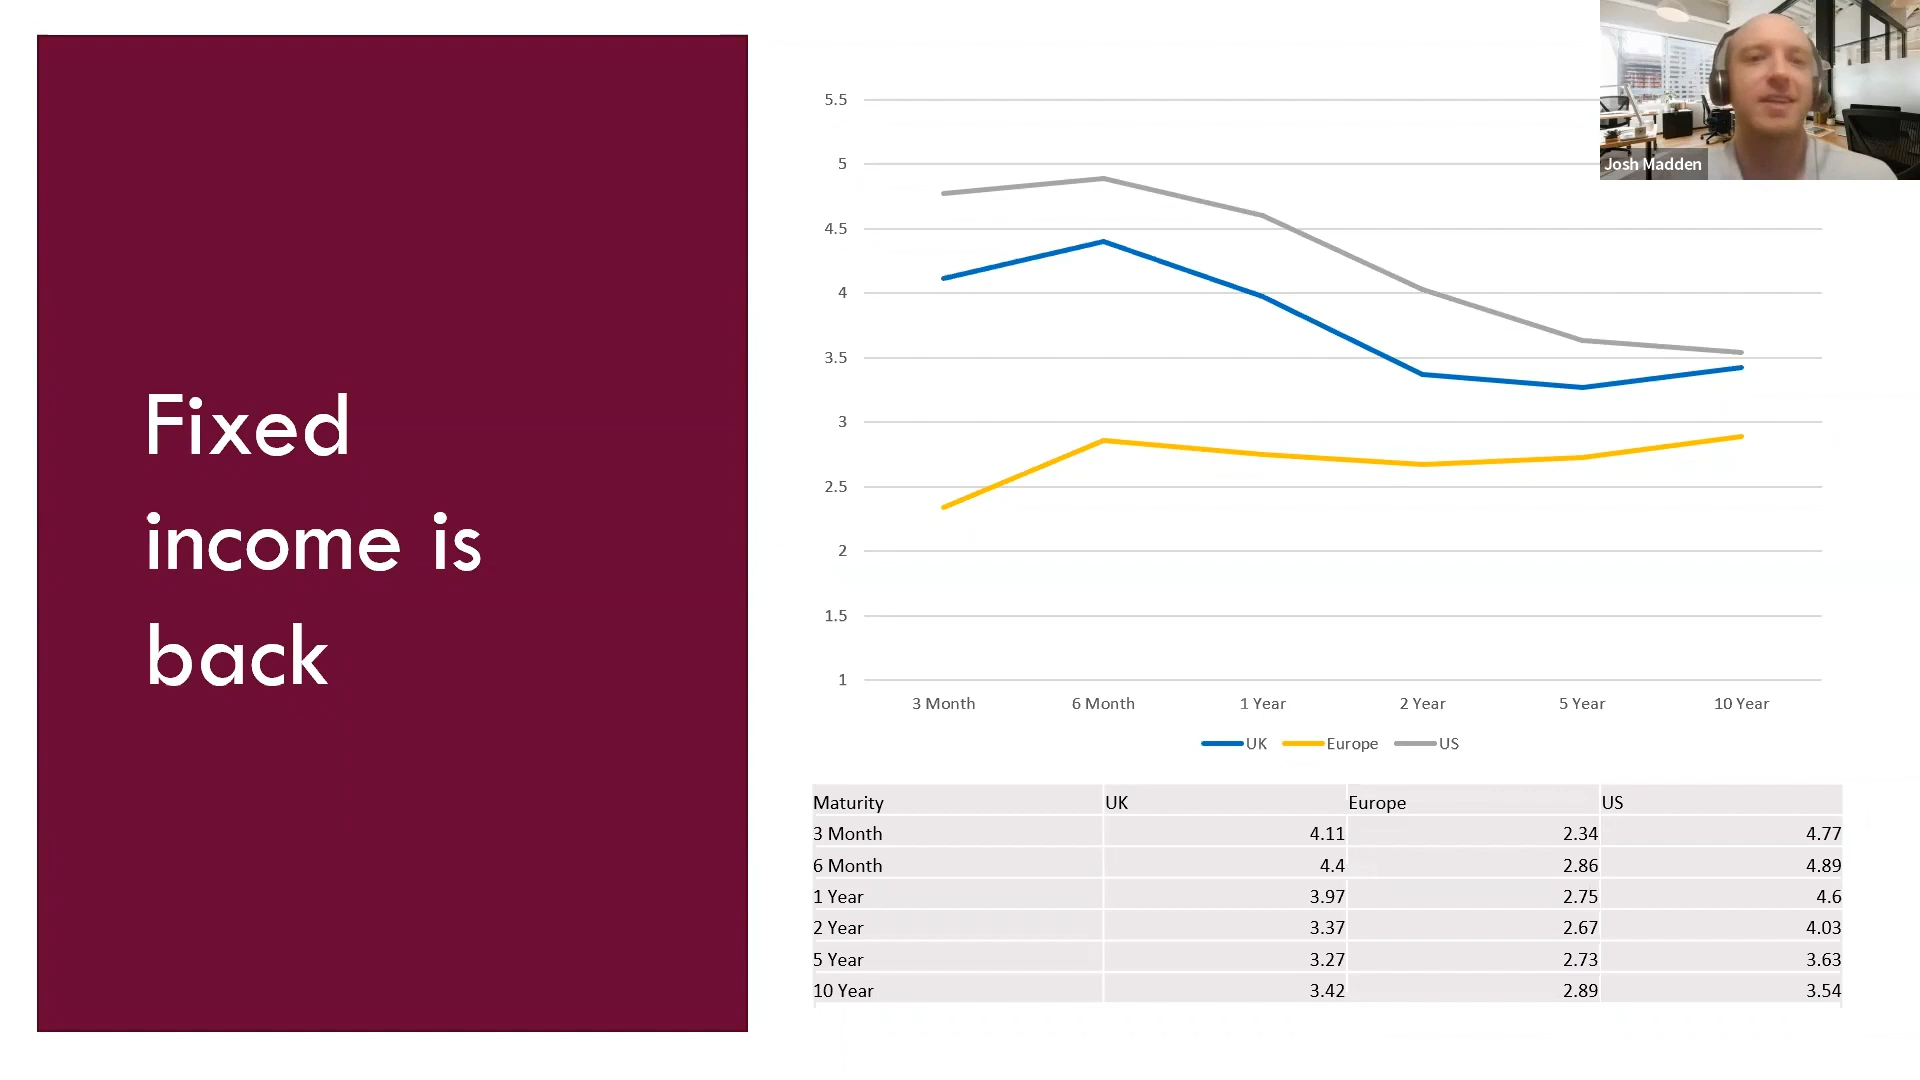 Fixed
income is
back
5.5
5
4.5
4
3.5
3
2.5
2
1.5
1
3 Month 6 Month 1 Year 2 Year 5 Year 10 Year
UK Europe US
Maturity UK Europe US
3 Month 4.11 2.34 4.77
6 Month 4.4 2.86 4.89
1 Year 3.97 2.75 4.6
2 Year 3.37 2.67 4.03
5 Year 3.27 2.73 3.63
10 Year 3.42 2.89 3.54
Josh Madden